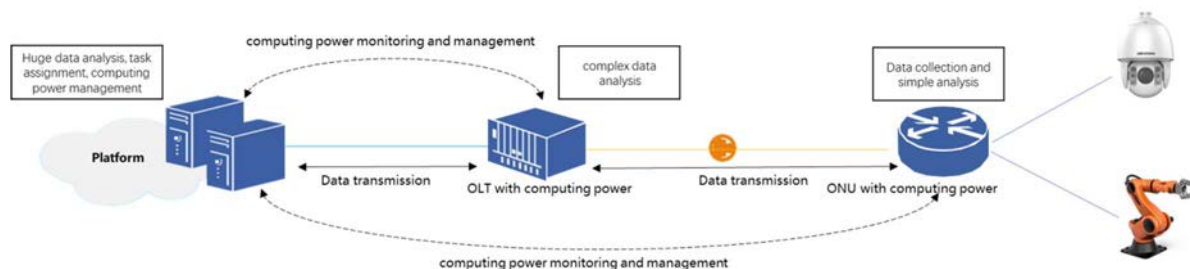 computing power monitoring and management
Huge data analysis, task
assignment, computing
power management
complex data
analysis
Data collection and
simple analysis
Platform
Data transmission
OLT with computing power
Data transmission
ONU with computing power
computing power monitoring and management